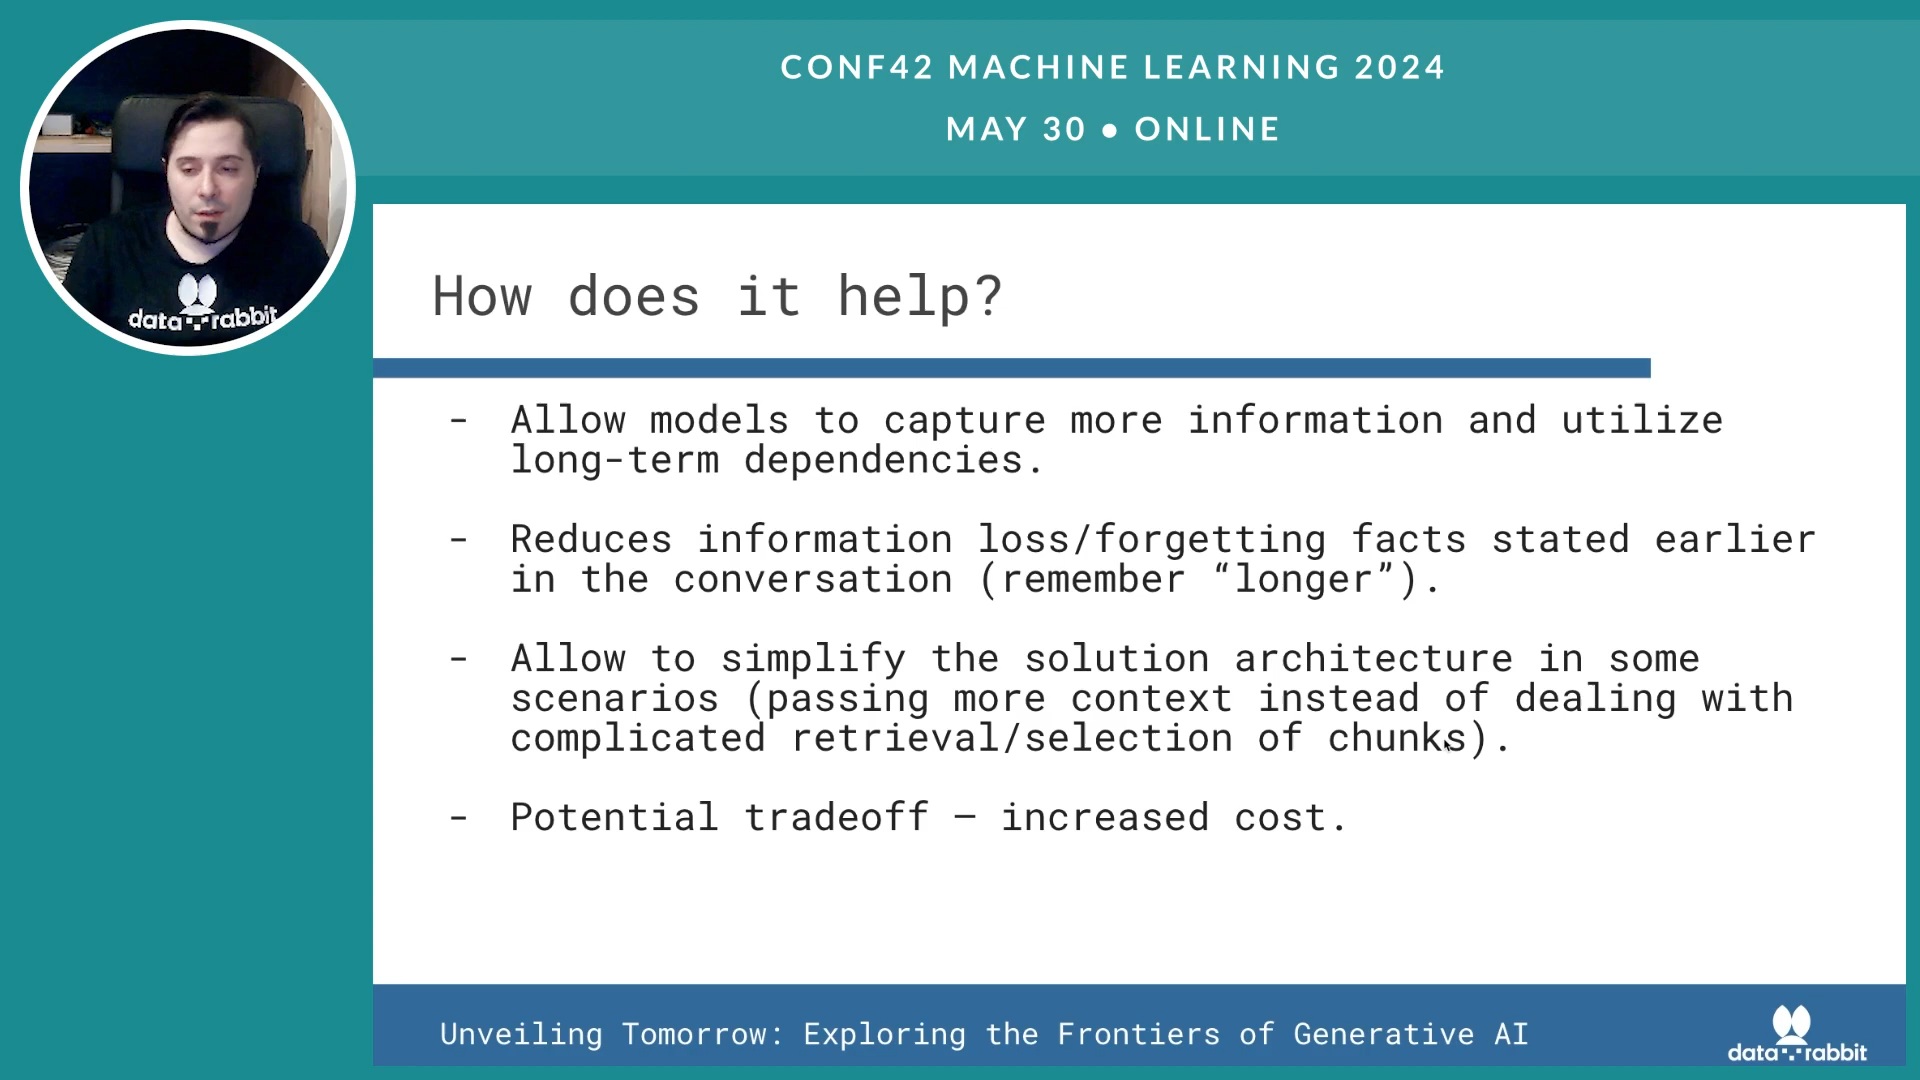 CONF42 MACHINE LEARNING 2024
MAY 30 • ONLINE
data rabbit
How does it help?
- Allow models to capture more information and utilize
long-term dependencies.
- Reduces information loss/forgetting facts stated earlier
in the conversation (remember “longer”).
- Allow to simplify the solution architecture in some
scenarios (passing more context instead of dealing with
complicated retrieval/selection of chunks).
- Potential tradeoff – increased cost.
Unveiling Tomorrow: Exploring the Frontiers of Generative AI
data rabbit